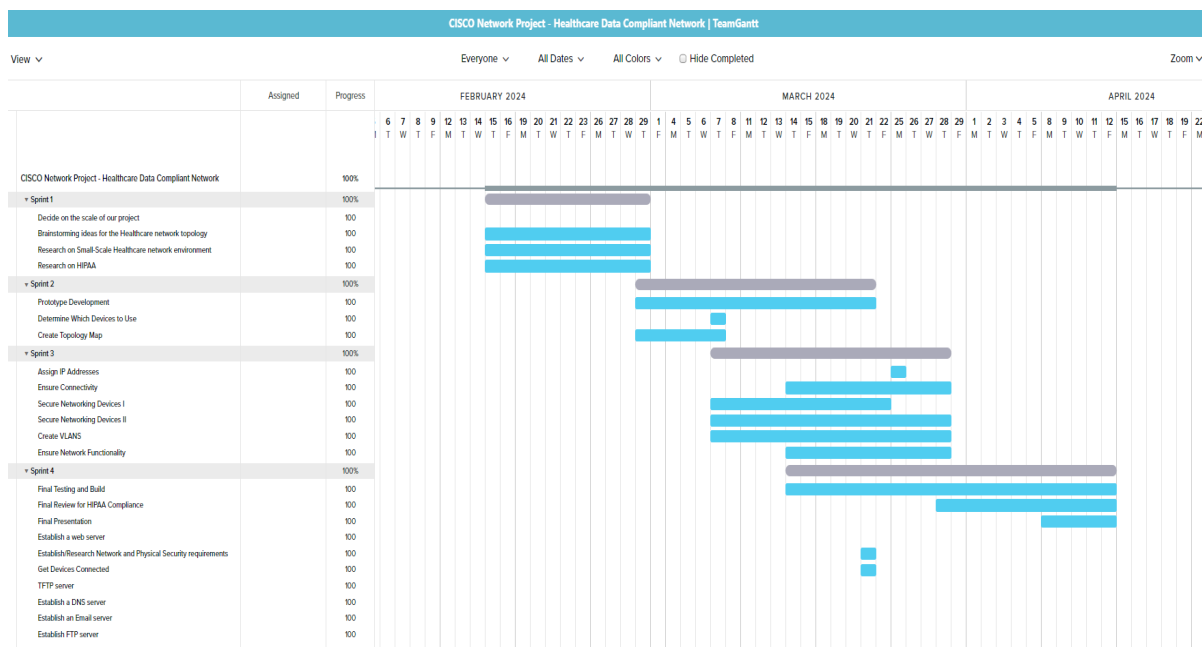 CISCO Network Project - Healthcare Data Compliant Network | TeamGantt
View Everyone All Dates All Colors Hide Completed Zoom
Assigned Progress FEBRUARY 2024 MARCH 2024 APRIL 2024
6 7 8 9 12 13 14 15 16 19 20 21 22 23 26 27 28 29 1 4 5 6 7 8 11 12 13 14 15 18 19 20 21 22 25 26 27 28 29 1 2 3 4 5 8 9 10 11 12 15 16 17 18 19 22
T W T F M T W T F M T W T F M T W T F M T W T F M T W T F M T W T F M T W T F M T W T F M T W T F M T W T F M
CISCO Network Project - Healthcare Data Compliant Network 100%
Sprint 1 100%
Decide on the scale of our project 100
Brainstorming ideas for the Healthcare network topology 100
Research on Small-Scale Healthcare network environment 100
Research on HIPAA 100
Sprint 2 100%
Prototype Development 100
Determine Which Devices to Use 100
Create Topology Map 100
Sprint 3 100%
Assign IP Addresses 100
Ensure Connectivity 100
Secure Networking Devices I 100
Secure Networking Devices II 100
Create VLANS 100
Ensure Network Functionality 100
Sprint 4 100%
Final Testing and Build 100
Final Review for HIPAA Compliance 100
Final Presentation 100
Establish a web server 100
Establish/Research Network and Physical Security requirements 100
Get Devices Connected 100
TFTP server 100
Establish a DNS server 100
Establish an Email server 100
Establish FTP server 100